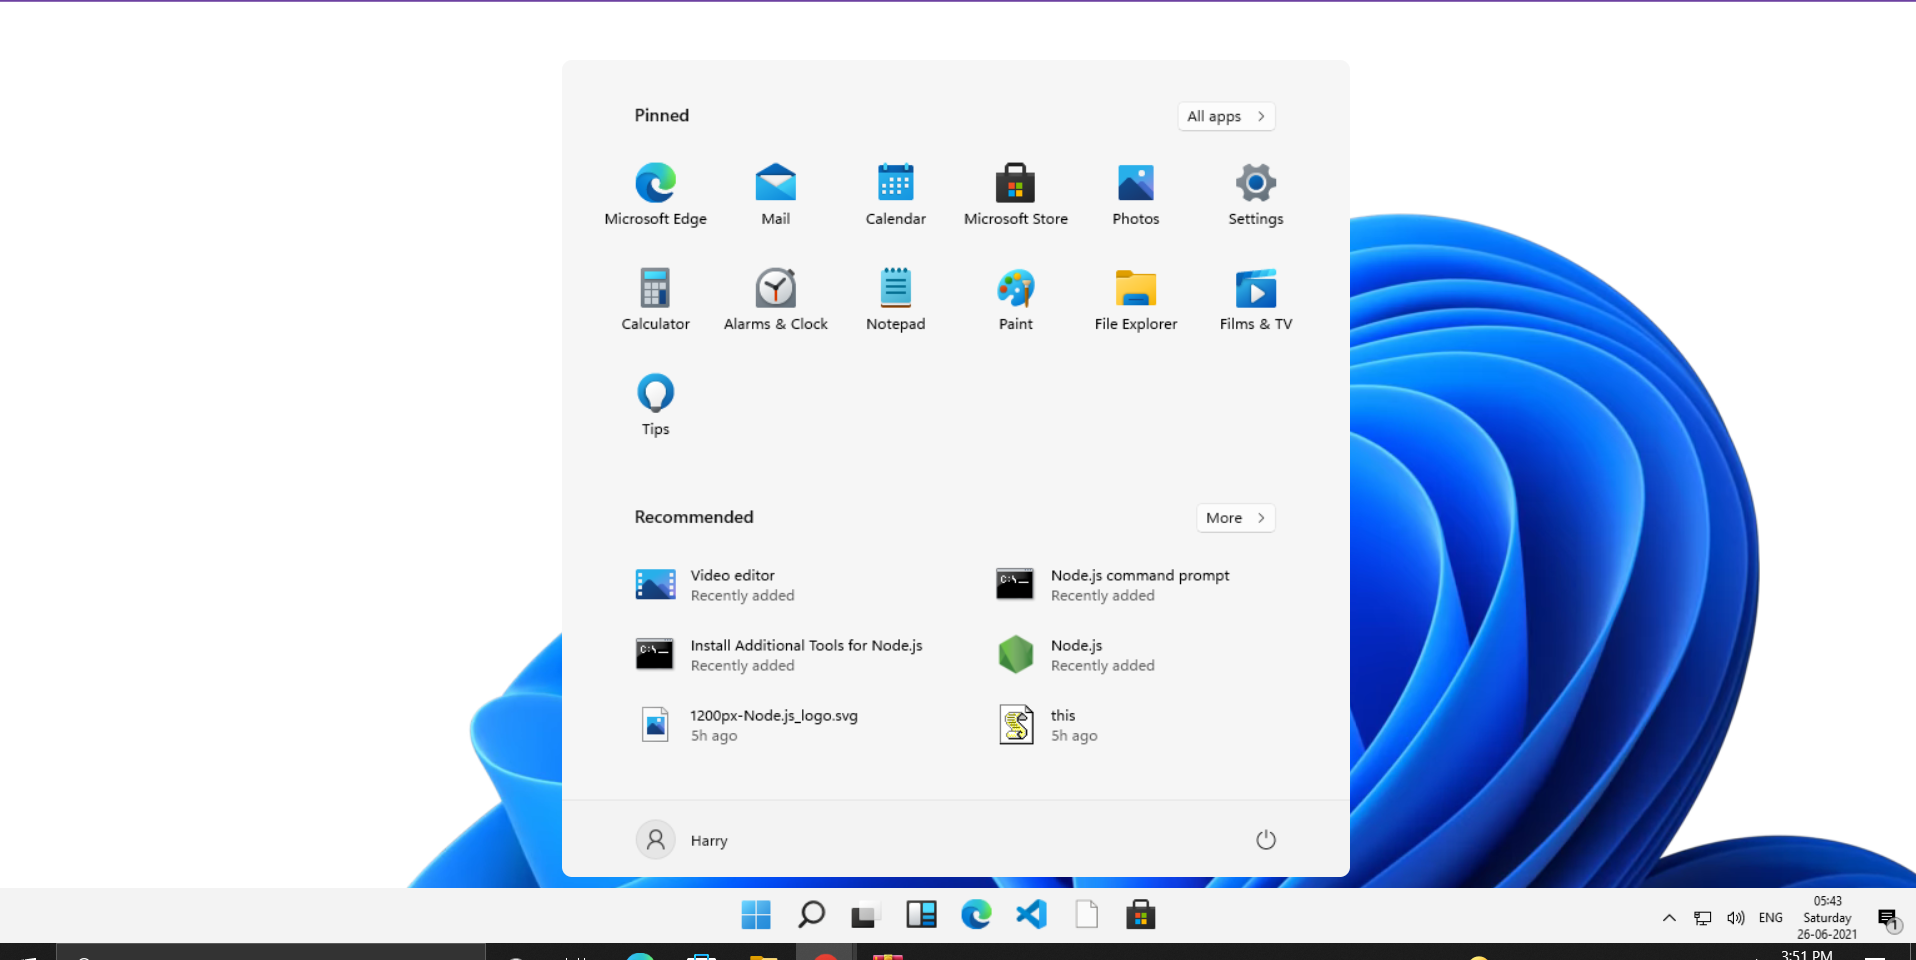 Pinned
All apps
Microsoft Edge
Mail
Calendar
Microsoft Store
Photos
Settings
Calculator
Alarms & Clock
Notepad
Paint
File Explorer
Films & TV
Tips
Recommended
More
Video editor
Recently added
Node.js command prompt
Recently added
Install Additional Tools for Node.js
Recently added
Node.js
Recently added
1200px-Node.js_logo.svg
5h ago
this
5h ago
Harry
ENG
05:43
Saturday
26-06-2021
1
3:51 PM